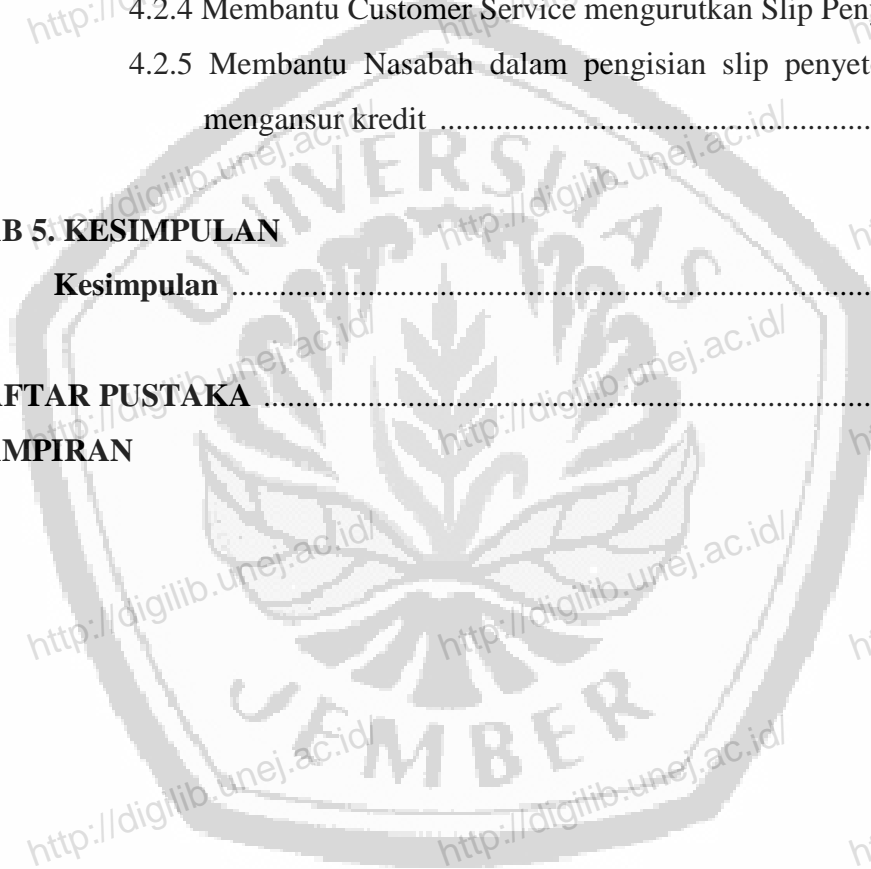 4.2.4 Membantu Customer Service mengurutkan Slip
4.2.5 Membantu Nasabah dalam pengisian slip
mengansur kredit ......................................................
B 5. KESIMPULAN
Kesimpulan ..................................................................................
FTAR PUSTAKA ..............................................................................
MPIRAN
UNIVERSITAS
JEMBER
http://digilib.unej.ac.id/
http://digilib.unej.ac.id/
http://digilib.unej.ac.id/
http://digilib.unej.ac.id/
http://digilib.unej.ac.id/
http://digilib.unej.ac.id/
http://digilib.unej.ac.id/
http://digilib.unej.ac.id/